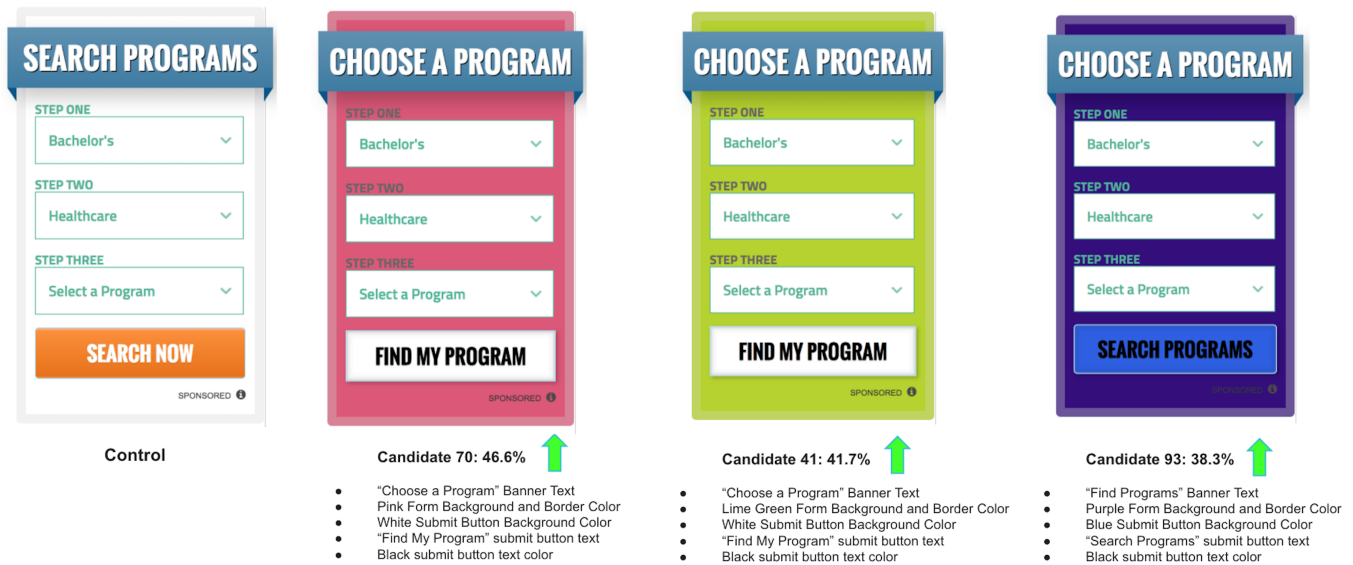 SEARCH PROGRAMS
STEP ONE
Bachelor's
STEP TWO
Healthcare
STEP THREE
Select a Program
SEARCH NOW
SPONSORED
Control
CHOOSE A PROGRAM
STEP ONE
Bachelor's
STEP TWO
Healthcare
STEP THREE
Select a Program
FIND MY PROGRAM
SPONSORED
Candidate 70: 46.6%
● “Choose a Program” Banner Text
● Pink Form Background and Border Color
● White Submit Button Background Color
● “Find My Program” submit button text
● Black submit button text color
CHOOSE A PROGRAM
STEP ONE
Bachelor's
STEP TWO
Healthcare
STEP THREE
Select a Program
FIND MY PROGRAM
SPONSORED
Candidate 41: 41.7%
● “Choose a Program” Banner Text
● Lime Green Form Background and Border Color
● White Submit Button Background Color
● “Find My Program” submit button text
● Black submit button text color
CHOOSE A PROGRAM
STEP ONE
Bachelor's
STEP TWO
Healthcare
STEP THREE
Select a Program
SEARCH PROGRAMS
SPONSORED
Candidate 93: 38.3%
● “Find Programs” Banner Text
● Purple Form Background and Border Color
● Blue Submit Button Background Color
● “Search Programs” submit button text
● Black submit button text color